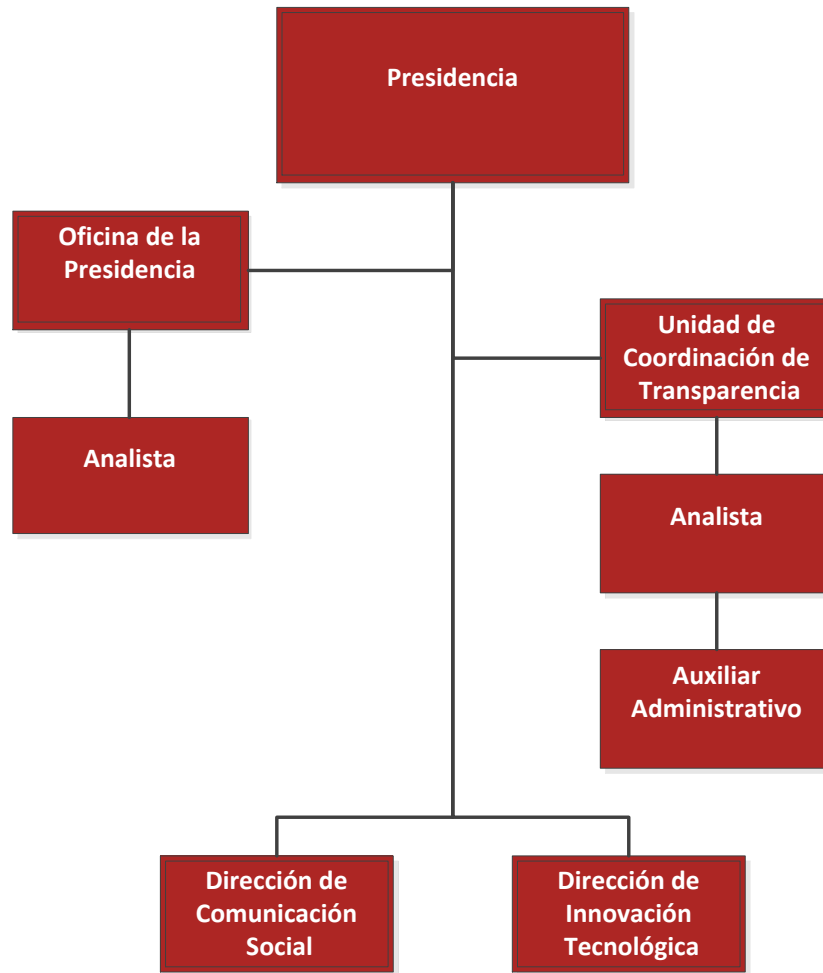 Presidencia
Oficina de la
Presidencia
Unidad de
Coordinación de
Transparencia
Analista
Analista
Auxiliar
Administrativo
Dirección de
Comunicación
Social
Dirección de
Innovación
Tecnológica